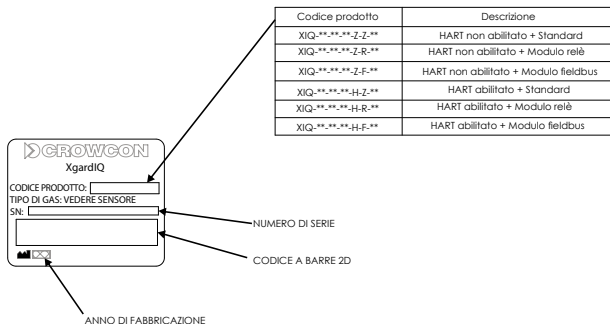 Codice prodotto Descrizione
XIQ-**-**-**-Z-Z-** HART non abilitato + Standard
XIQ-**-**-**-Z-R-** HART non abilitato + Modulo relè
XIQ-**-**-**-Z-F-** HART non abilitato + Modulo fieldbus
XIQ-**-**-**-H-Z-** HART abilitato + Standard
XIQ-**-**-**-H-R-** HART abilitato + Modulo relè
XIQ-**-**-**-H-F-** HART abilitato + Modulo fieldbus
CROWCON
XgardIQ
CODICE PRODOTTO:
TIPO DI GAS: VEDERE SENSORE
SN:
NUMERO DI SERIE
CODICE A BARRE 2D
ANNO DI FABBRICAZIONE